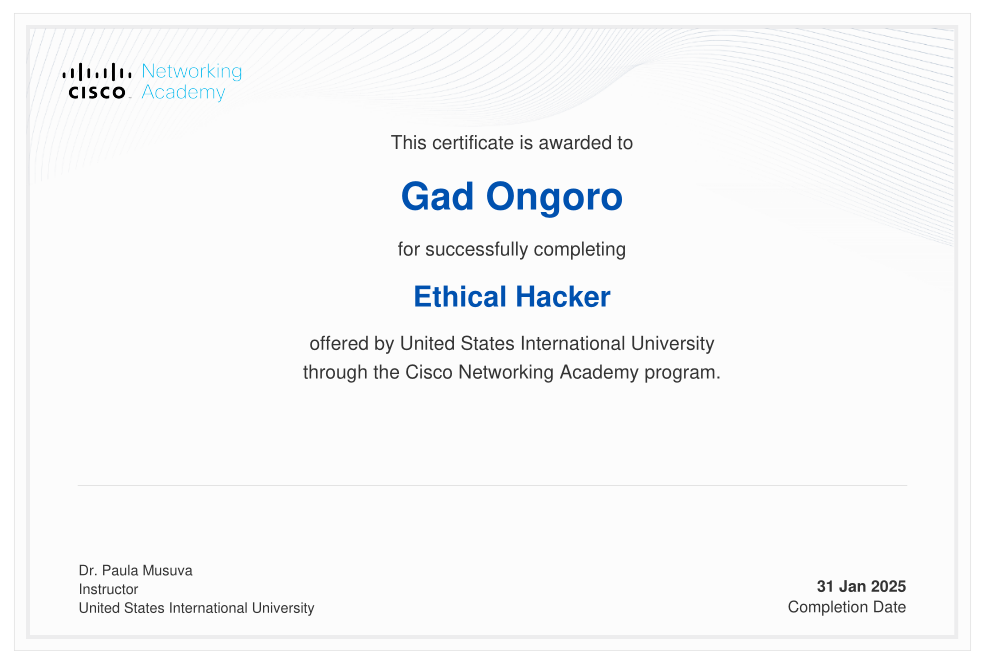 Networking
CISCO Academy
This certificate is awarded to
Gad Ongoro
for successfully completing
Ethical Hacker
offered by United States International University
through the Cisco Networking Academy program.
Dr. Paula Musuva
Instructor
United States International University
31 Jan 2025
Completion Date